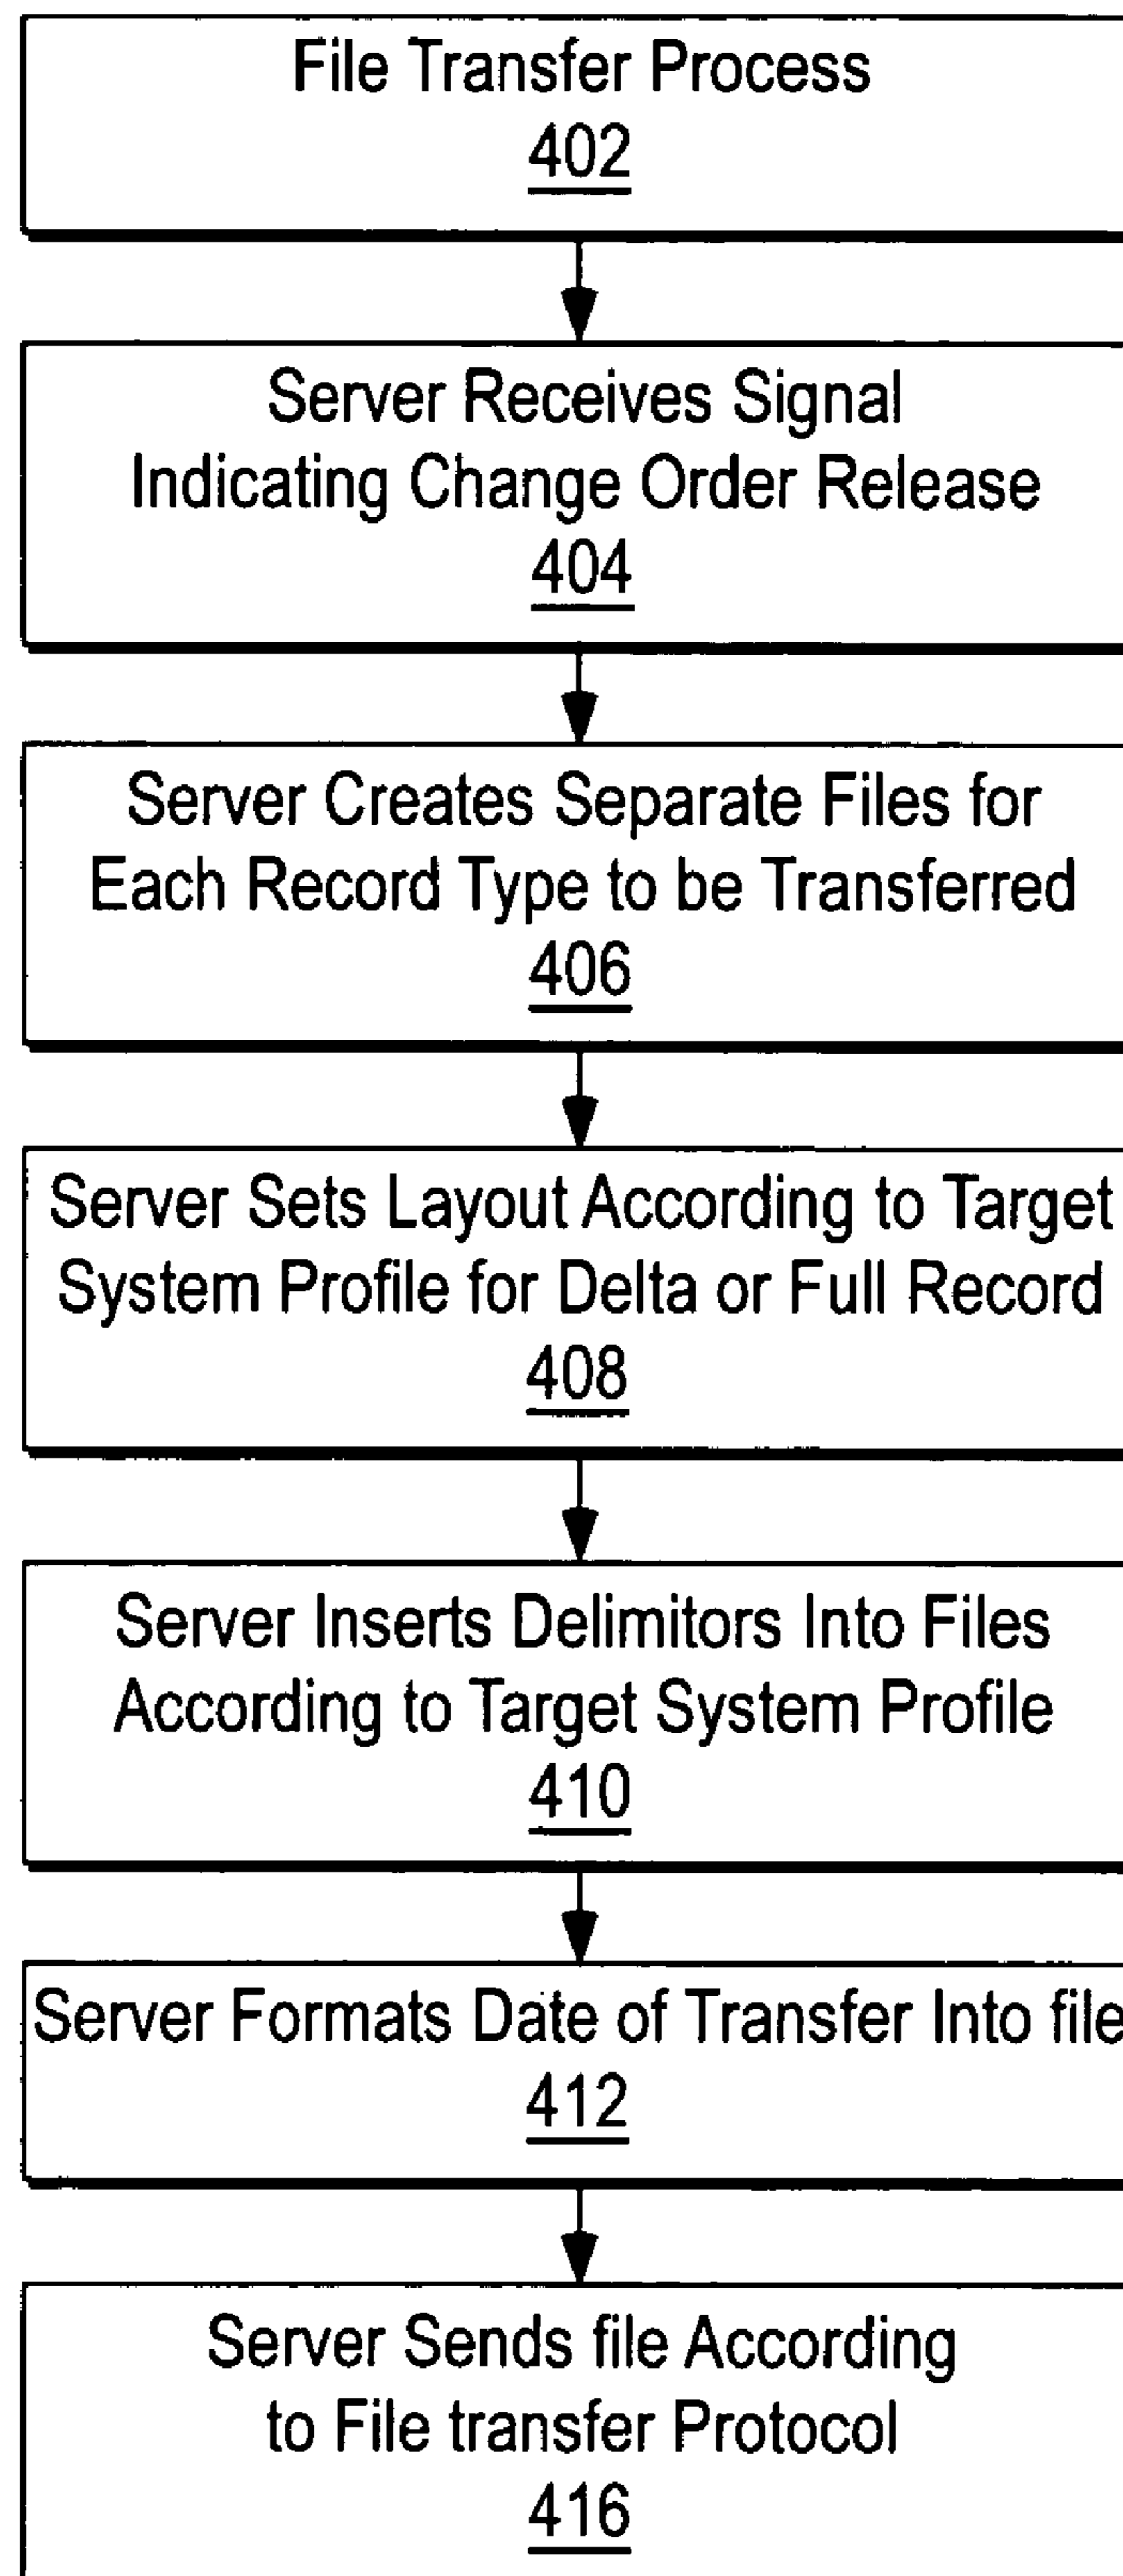 File Transfer Process
402
Server Receives Signal
Indicating Change Order Release
404
Server Creates Separate Files for
Each Record Type to be Transferred
406
Server Sets Layout According to Target
System Profile for Delta or Full Record
408
Server Inserts Delimitors Into Files
According to Target System Profile
410
Server Formats Date of Transfer Into file
412
Server Sends file According
to File transfer Protocol
416